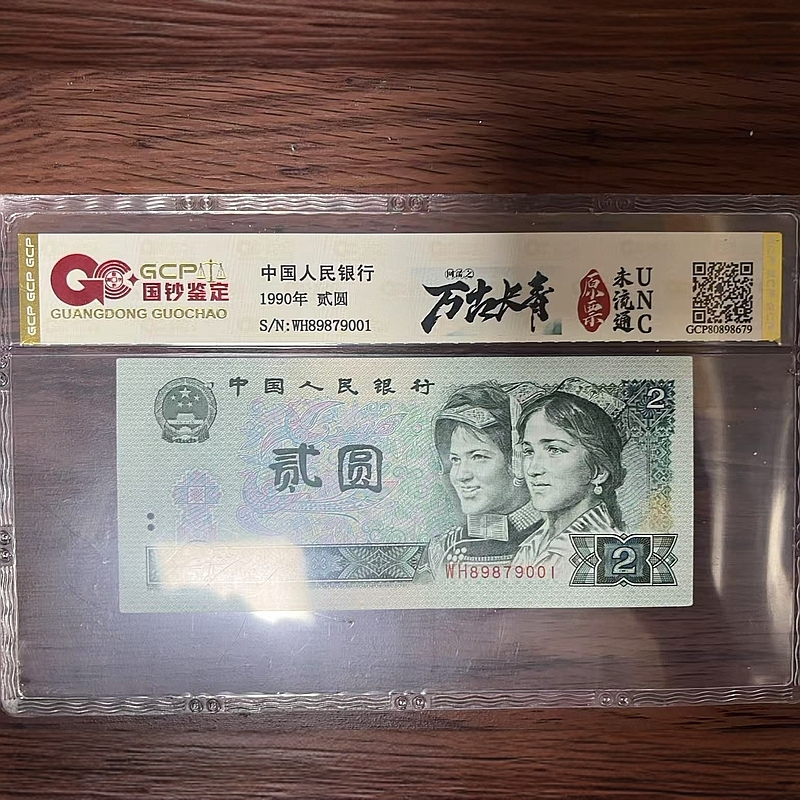 GCP GCP GCP
GCP
国钞鉴定
GUANGDONG GUOCHAO
中国人民银行
1990年 贰圆
S/N:WH89879001
万古长青
原票
未流通
UNC
GCP80898679
中国人民银行
2
贰圆
WH89879001
2